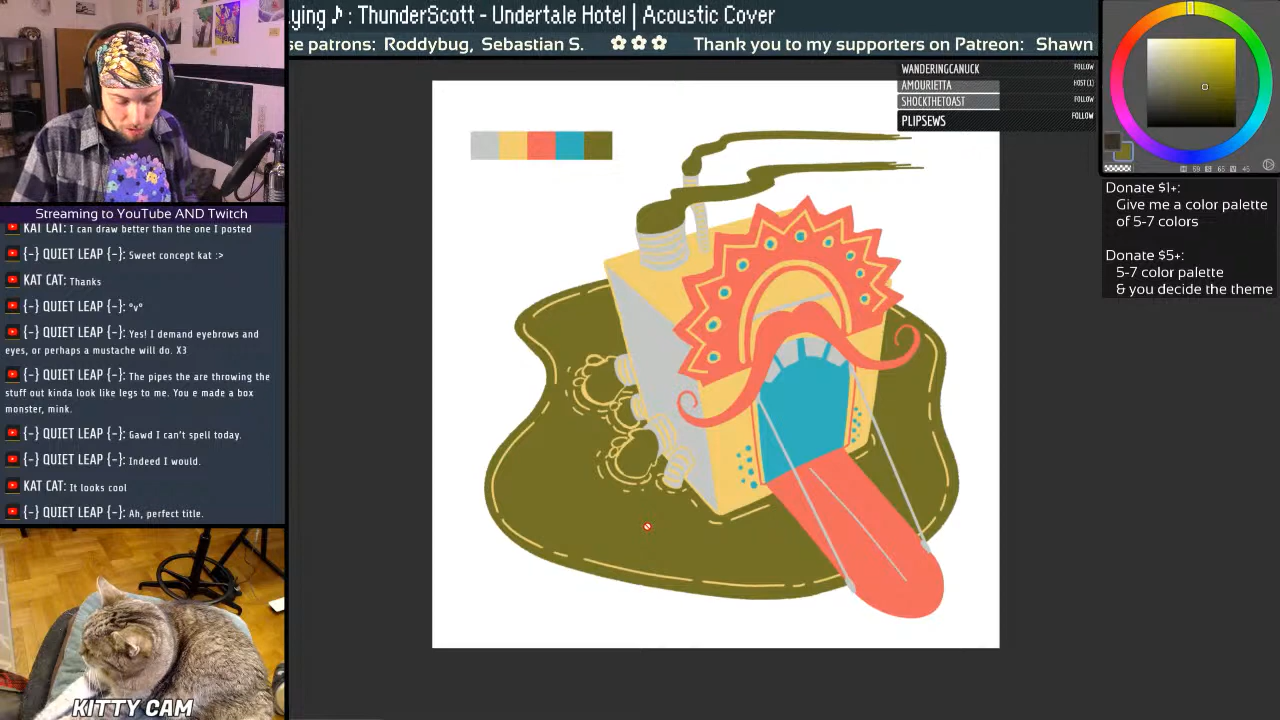 ying ♪ : ThunderScott - Undertale Hotel | Acoustic Cover
se patrons: Roddybug, Sebastian S. ✿ ✿ ✿ Thank you to my supporters on Patreon: Shawn
WANDERINGCANUCK FOLLOW
AMOURIETTA HOST (1)
SHOCKTHETOAST FOLLOW
PLIPSEWS FOLLOW
Donate $1+:
Give me a color palette
of 5-7 colors
Donate $5+:
5-7 color palette
& you decide the theme
Streaming to YouTube AND Twitch
KAT CAT: I can draw better than the one I posted
{-} QUIET LEAP {-}: Sweet concept kat :>
KAT CAT: Thanks
{-} QUIET LEAP {-}: °v°
{-} QUIET LEAP {-}: Yes! I demand eyebrows and
eyes, or perhaps a mustache will do. X3
{-} QUIET LEAP {-}: The pipes the are throwing the
stuff out kinda look like legs to me. You e made a box
monster, mink.
{-} QUIET LEAP {-}: Gawd I can't spell today.
{-} QUIET LEAP {-}: Indeed I would.
KAT CAT: It looks cool
{-} QUIET LEAP {-}: Ah, perfect title.
KITTY CAM